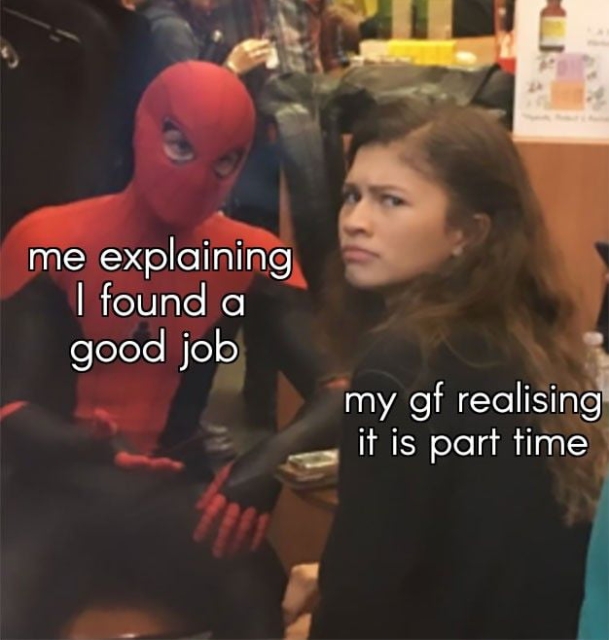 me explaining
I found a
good job
my gf realising
it is part time